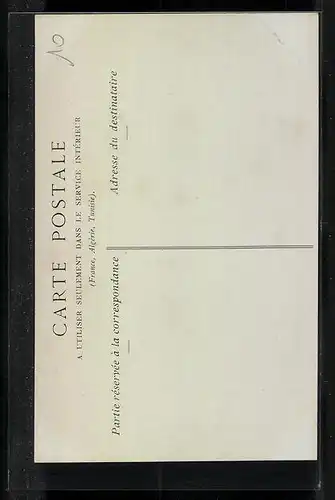 10
CARTE POSTALE
A UTILISER SEULEMENT DANS LE SERVICE INTÉRIEUR
(France, Algérie, Tunisie).
Partie réservée à la correspondance
Adresse du destinataire